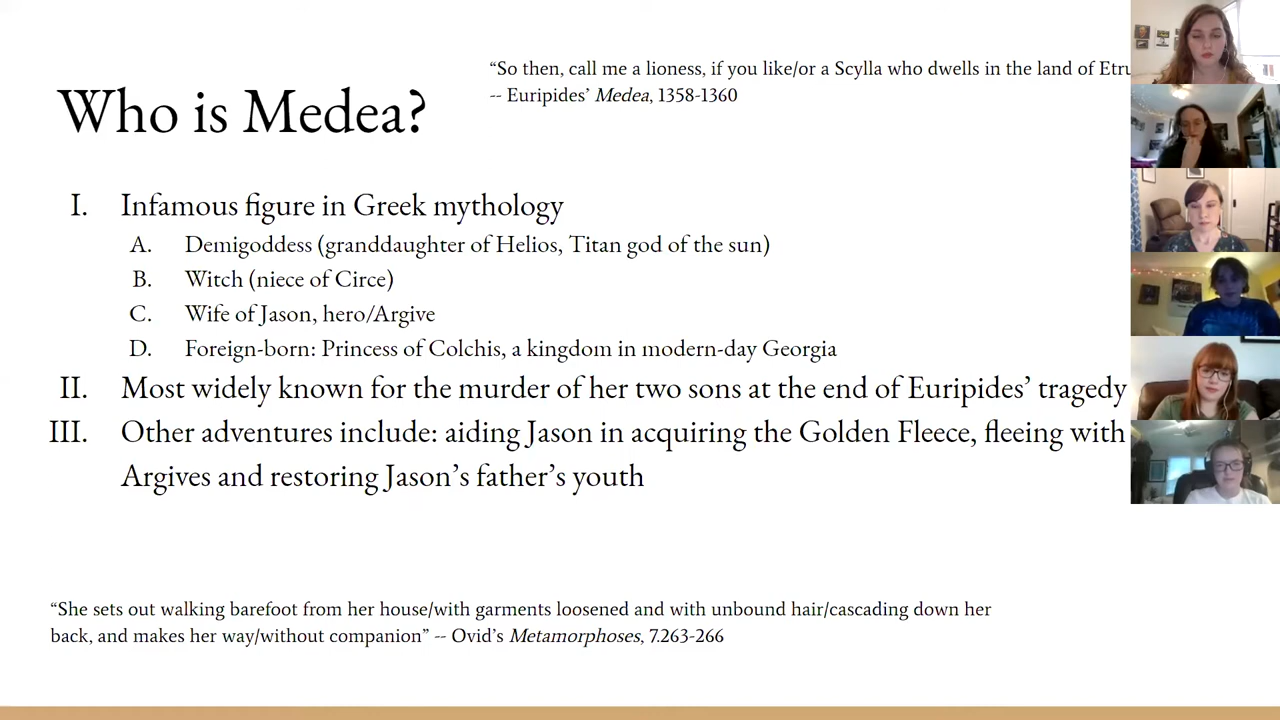 “So then, call me a lioness, if you like/or a Scylla who dwells in the land of
-- Euripides’ Medea, 1358-1360
Who is Medea?
I. Infamous figure in Greek mythology
A. Demigoddess (granddaughter of Helios, Titan god of the sun)
B. Witch (niece of Circe)
C. Wife of Jason, hero/Argive
D. Foreign-born: Princess of Colchis, a kingdom in modern-day Georgia
II. Most widely known for the murder of her two sons at the end of Euripides’ tragedy
III. Other adventures include: aiding Jason in acquiring the Golden Fleece, fleeing with
Argives and restoring Jason’s father’s youth
“She sets out walking barefoot from her house/with garments loosened and with unbound hair/cascading down her
back, and makes her way/without companion” -- Ovid’s Metamorphoses, 7.263-266